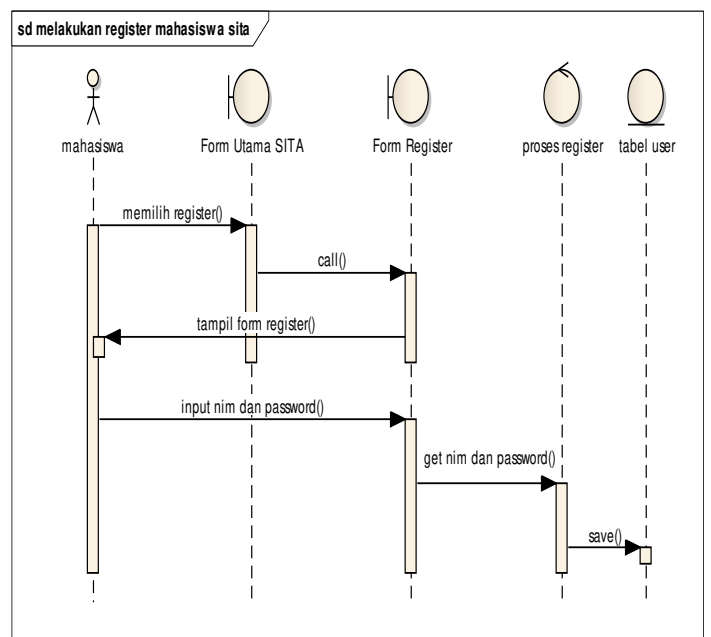 sd melakukan register mahasiswa sita
mahasiswa
Form Utama SITA
Form Register
proses register
tabel user
memilih register()
call()
tampil form register()
input nim dan password()
get nim dan password()
save()